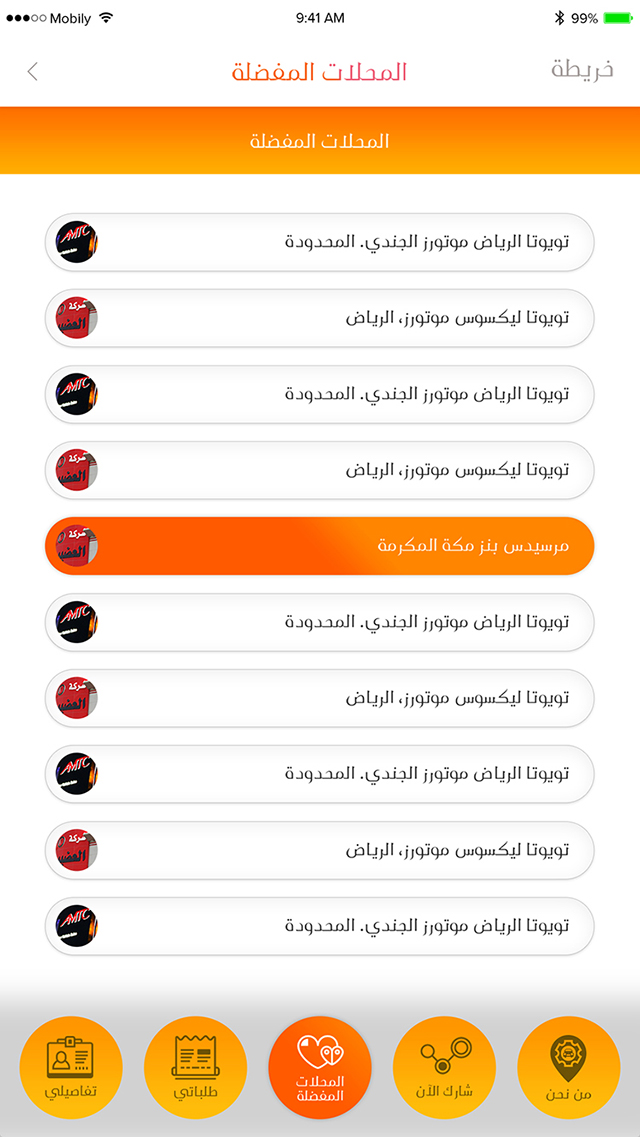 Mobily
9:41 AM
99%
خريطة
المحلات المفضلة
المحلات المفضلة
تويوتا الرياض موتورز الجندي. المحدودة
AMTC
تويوتا ليكسوس موتورز، الرياض
شركة
تويوتا الرياض موتورز الجندي. المحدودة
AMTC
تويوتا ليكسوس موتورز، الرياض
شركة
مرسيدس بنز مكة المكرمة
شركة
تويوتا الرياض موتورز الجندي. المحدودة
AMTC
تويوتا ليكسوس موتورز، الرياض
شركة
تويوتا الرياض موتورز الجندي. المحدودة
AMTC
تويوتا ليكسوس موتورز، الرياض
شركة
تويوتا الرياض موتورز الجندي. المحدودة
AMTC
من نحن
شارك الآن
المحلات
المفضلة
طلباتي
تفاصيلي